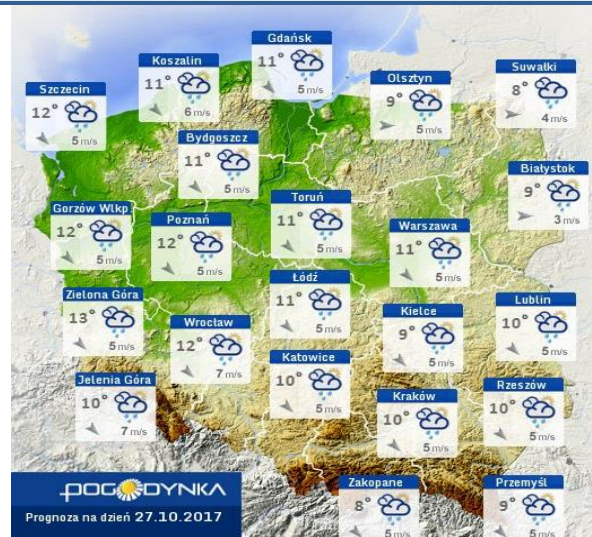 Gdańsk
11°
5 m/s
Koszalin
11°
6 m/s
Suwałki
8°
4 m/s
Olsztyn
9°
5 m/s
Szczecin
12°
5 m/s
Bydgoszcz
11°
5 m/s
Białystok
9°
3 m/s
Toruń
11°
5 m/s
Gorzów Wlkp
12°
5 m/s
Poznań
12°
5 m/s
Warszawa
11°
5 m/s
Łódź
11°
5 m/s
Zielona Góra
13°
5 m/s
Lublin
10°
5 m/s
Kielce
9°
5 m/s
Wrocław
12°
7 m/s
Katowice
10°
5 m/s
Jelenia Góra
10°
7 m/s
Rzeszów
10°
5 m/s
Kraków
10°
5 m/s
Zakopane
8°
5 m/s
Przemyśl
9°
5 m/s
POGODYNKA
Prognoza na dzień 27.10.2017